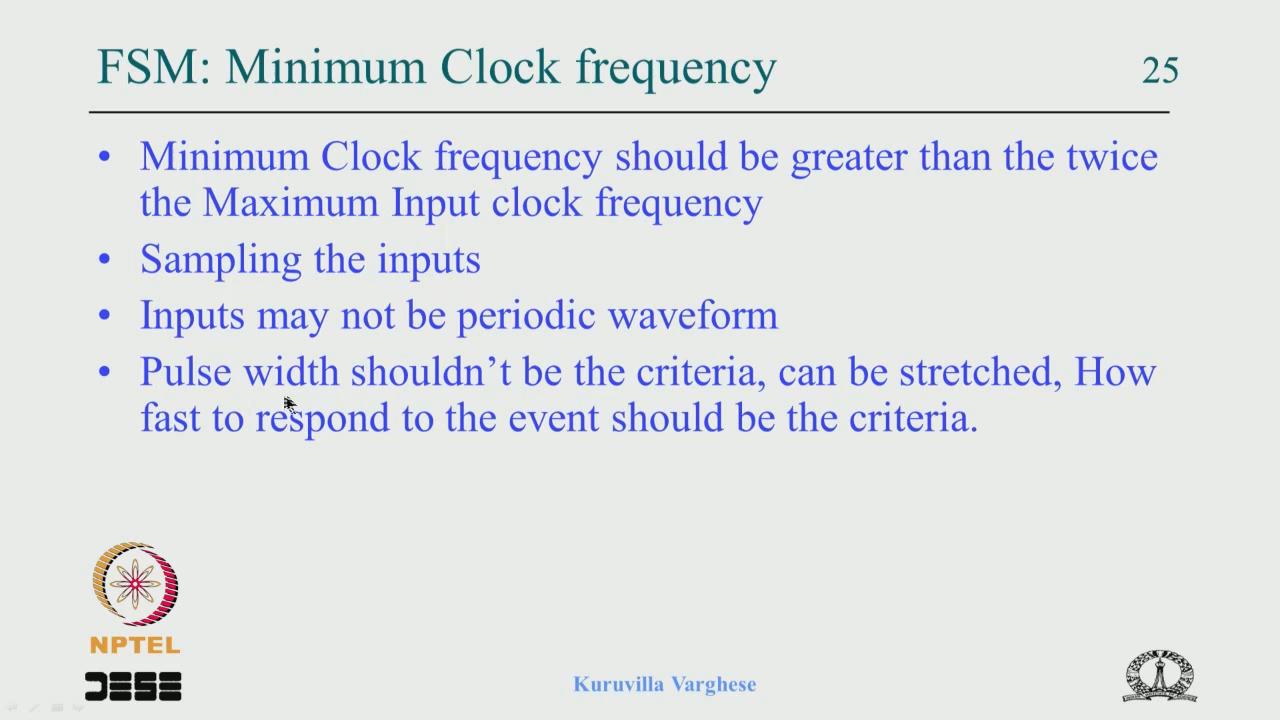 FSM: Minimum Clock frequency
25
• Minimum Clock frequency should be greater than the twice
the Maximum Input clock frequency
• Sampling the inputs
• Inputs may not be periodic waveform
• Pulse width shouldn't be the criteria, can be stretched, How
fast to respond to the event should be the criteria.
NPTEL
DESE
Kuruvilla Varghese